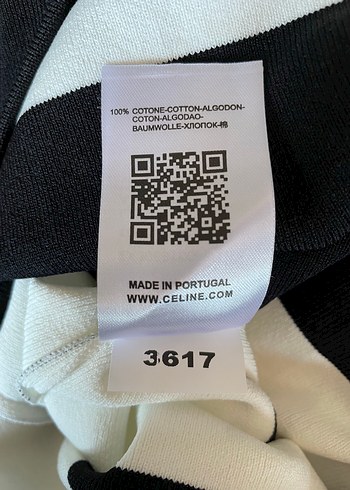 100% COTONE-COTTON-ALGODON-
COTON-ALGODAO-
BAUMWOLLE-ХЛОПОК-棉
MADE IN PORTUGAL
WWW.CELINE.COM
3617